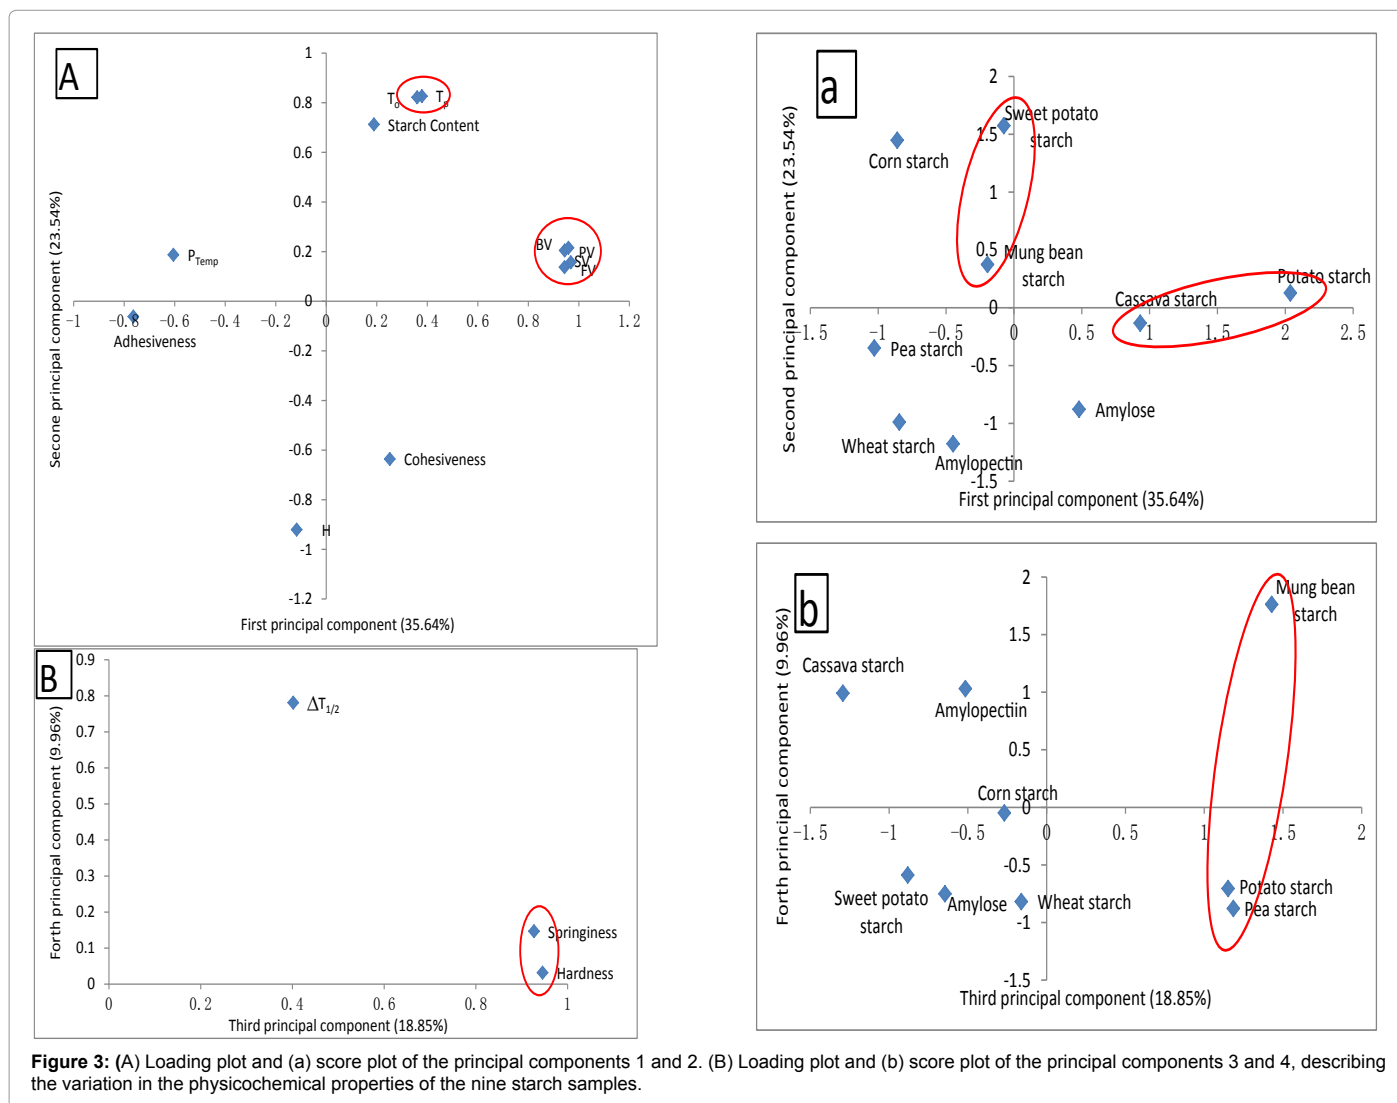 A
1
0.8
0.6
0.4
0.2
0
-0.2
-0.4
-0.6
-0.8
-1
-1.2
−1 −0.8 −0.6 −0.4 −0.2 0 0.2 0.4 0.6 0.8 1 1.2
To Tp
Starch Content
BV PV
SV
FV
PTemp
Adhesiveness
Cohesiveness
H
Secone principal component (23.54%)
First principal component (35.64%)
a
2
1.5
1
0.5
0
-0.5
-1
-1.5
−1 −0.5 0 0.5 1 1.5 2 2.5
Sweet potato
starch
Corn starch
Mung bean
starch
Potato starch
Cassava starch
Pea starch
Amylose
Wheat starch
Amylopectin
Second principal component (23.54%)
First principal component (35.64%)
B
0.9
0.8
0.7
0.6
0.5
0.4
0.3
0.2
0.1
0
0 0.2 0.4 0.6 0.8 1
ΔT1/2
Springiness
Hardness
Forth principal component (9.96%)
Third principal component (18.85%)
b
2
1.5
1
0.5
0
-0.5
-1
-1.5
−1.5 −1 −0.5 0 0.5 1 1.5 2
Mung bean
starch
Cassava starch
Amylopectiin
Corn starch
Sweet potato
starch
Amylose
Wheat starch
Potato starch
Pea starch
Forth principal component (9.96%)
Third principal component (18.85%)
Figure 3: (A) Loading plot and (a) score plot of the principal components 1 and 2. (B) Loading plot and (b) score plot of the principal components 3 and 4, describing
the variation in the physicochemical properties of the nine starch samples.